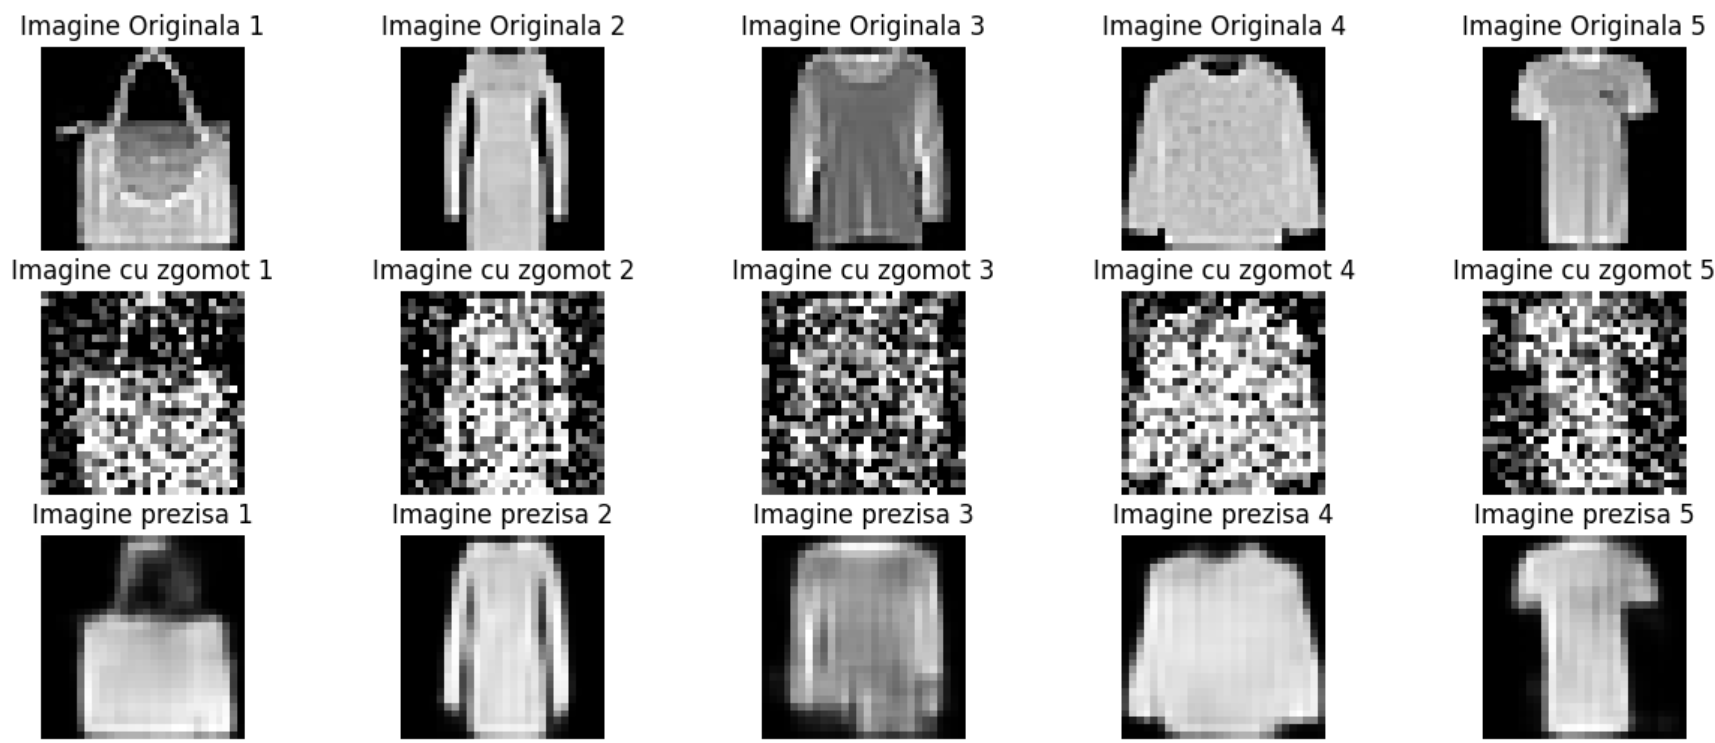 Imagine Originala 1
Imagine Originala 2
Imagine Originala 3
Imagine Originala 4
Imagine Originala 5
Imagine cu zgomot 1
Imagine cu zgomot 2
Imagine cu zgomot 3
Imagine cu zgomot 4
Imagine cu zgomot 5
Imagine prezisa 1
Imagine prezisa 2
Imagine prezisa 3
Imagine prezisa 4
Imagine prezisa 5